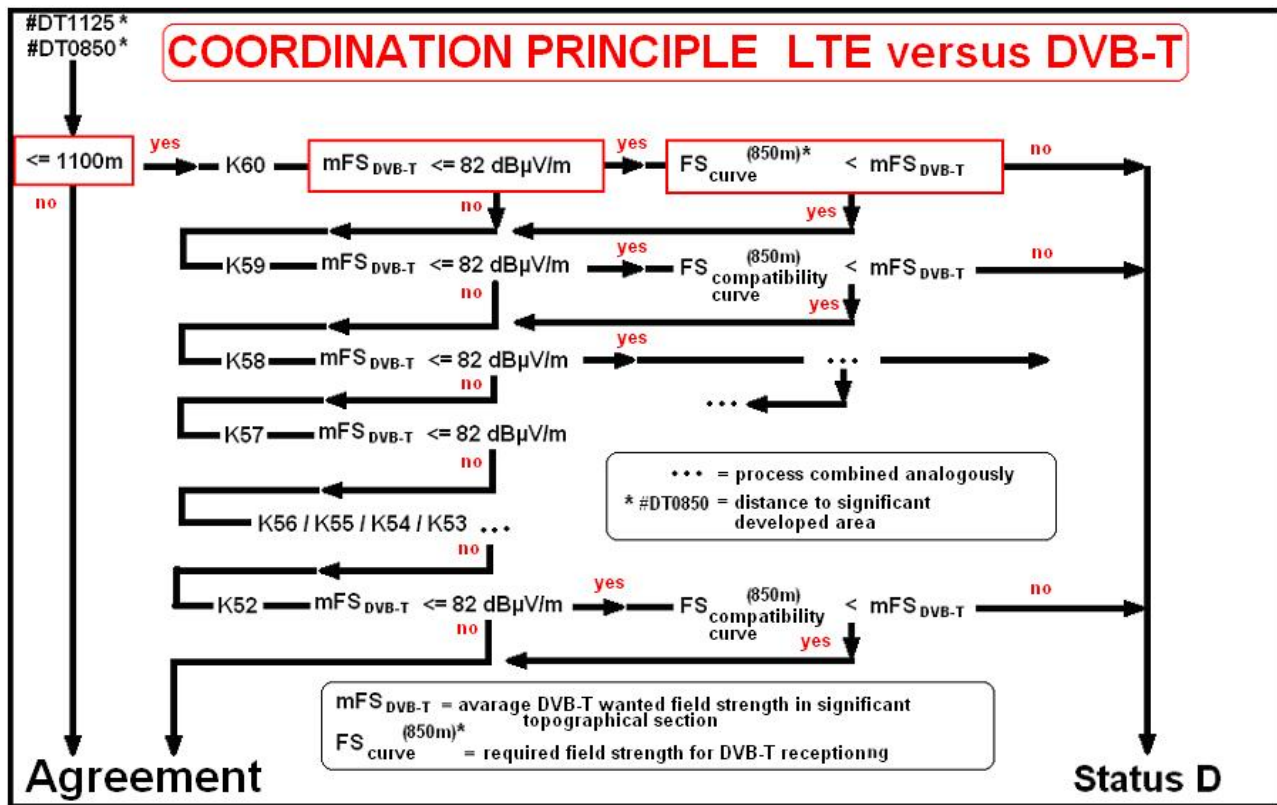 #DT1125*
#DT0850*
COORDINATION PRINCIPLE LTE versus DVB-T
<= 1100m
yes
K60
mFS DVB-T <= 82 dBµV/m
yes
FS curve (850m)* < mFS DVB-T
no
no
no
yes
K59
mFS DVB-T <= 82 dBµV/m
yes
FS compatibility curve (850m) < mFS DVB-T
no
no
yes
K58
mFS DVB-T <= 82 dBµV/m
yes
...
no
...
K57
mFS DVB-T <= 82 dBµV/m
no
... = process combined analogously
* #DT0850 = distance to significant
developed area
K56 / K55 / K54 / K53 ...
no
K52
mFS DVB-T <= 82 dBµV/m
yes
FS compatibility curve (850m) < mFS DVB-T
no
no
yes
mFS DVB-T = avarage DVB-T wanted field strength in significant
topographical section
FS curve (850m)* = required field strength for DVB-T receptionng
Agreement
Status D